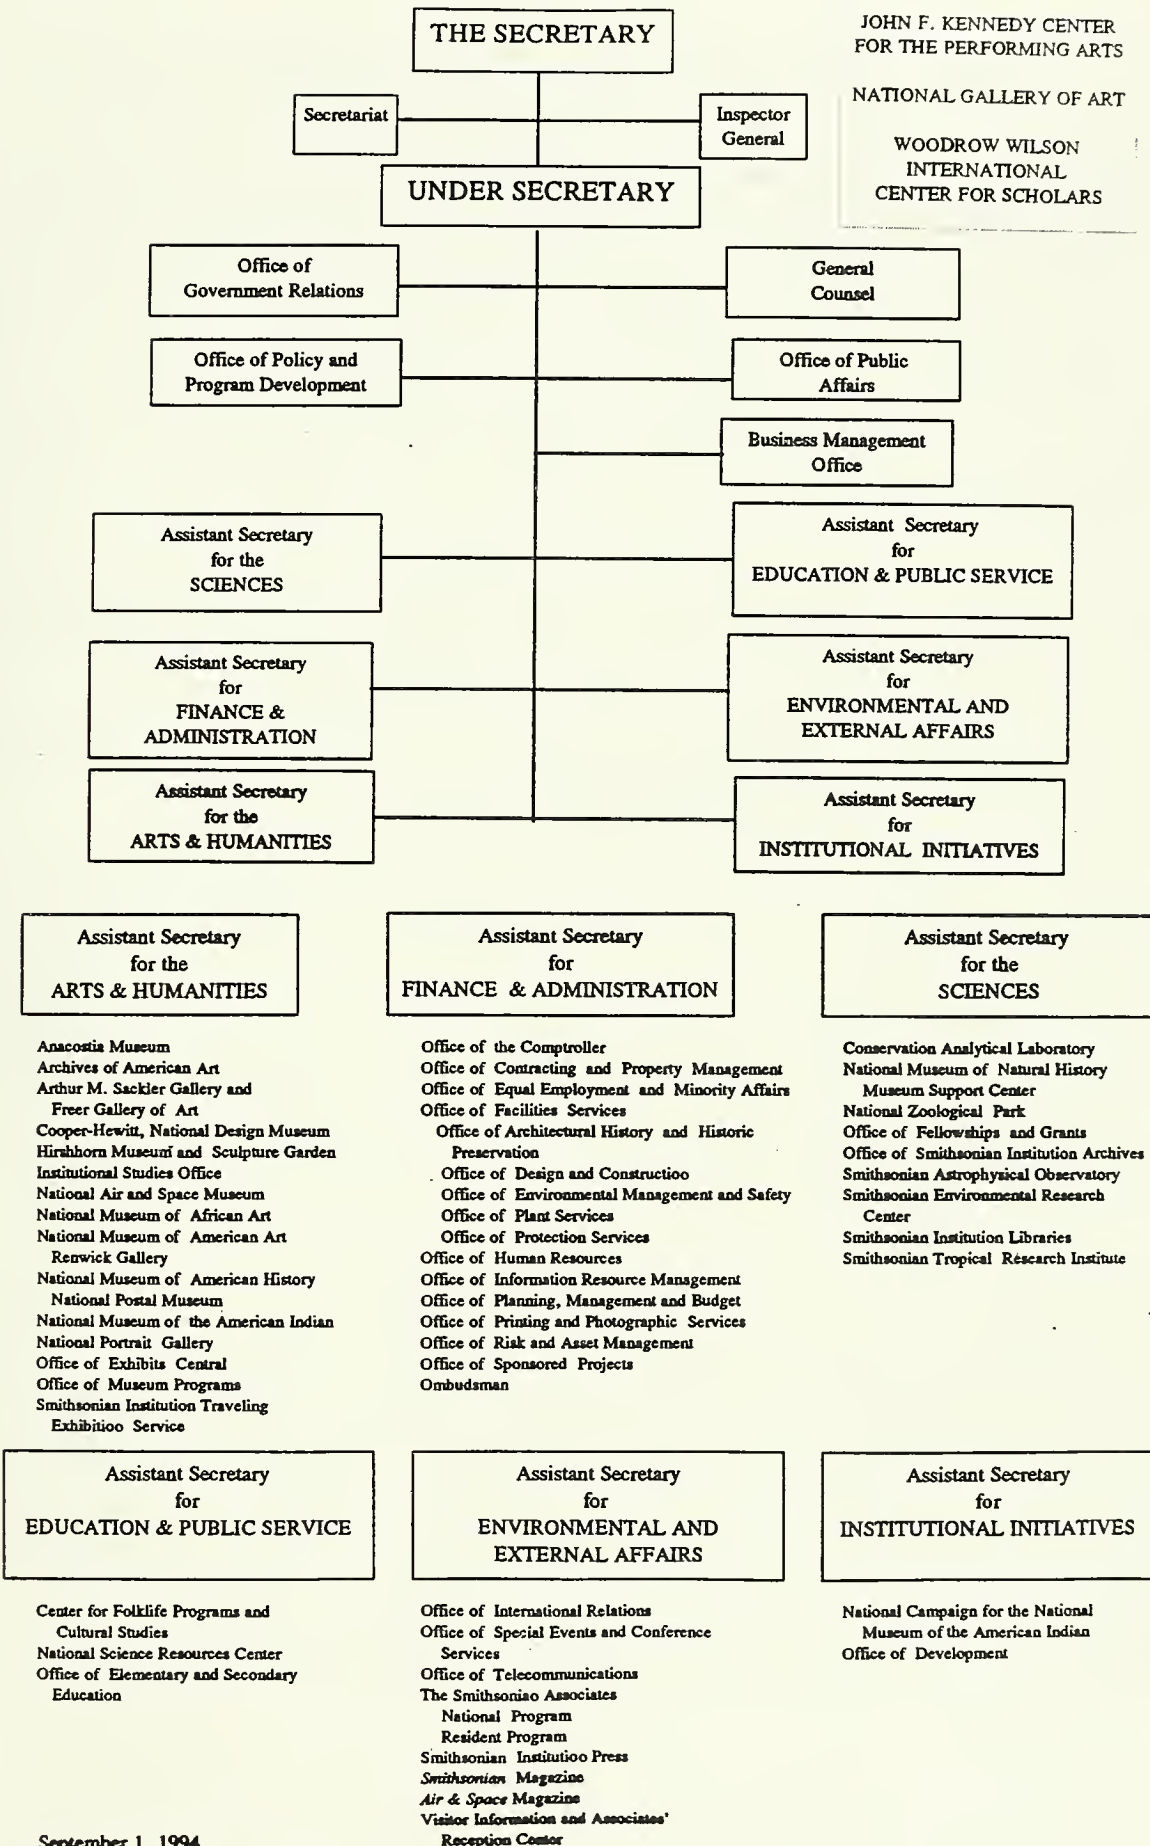 THE SECRETARY
JOHN F. KENNEDY CENTER
FOR THE PERFORMING ARTS
NATIONAL GALLERY OF ART
WOODROW WILSON
INTERNATIONAL
CENTER FOR SCHOLARS
Secretariat
Inspector
General
UNDER SECRETARY
Office of
Government Relations
General
Counsel
Office of Policy and
Program Development
Office of Public
Affairs
Business Management
Office
Assistant Secretary
for the
SCIENCES
Assistant Secretary
for
EDUCATION & PUBLIC SERVICE
Assistant Secretary
for
FINANCE &
ADMINISTRATION
Assistant Secretary
for
ENVIRONMENTAL AND
EXTERNAL AFFAIRS
Assistant Secretary
for the
ARTS & HUMANITIES
Assistant Secretary
for
INSTITUTIONAL INITIATIVES
Assistant Secretary
for the
ARTS & HUMANITIES
Anacostia Museum
Archives of American Art
Arthur M. Sackler Gallery and
Freer Gallery of Art
Cooper-Hewitt, National Design Museum
Hirshhorn Museum and Sculpture Garden
Institutional Studies Office
National Air and Space Museum
National Museum of African Art
National Museum of American Art
Renwick Gallery
National Museum of American History
National Postal Museum
National Museum of the American Indian
National Portrait Gallery
Office of Exhibits Central
Office of Museum Programs
Smithsonian Institution Traveling
Exhibitioo Service
Assistant Secretary
for
FINANCE & ADMINISTRATION
Office of the Comptroller
Office of Contracting and Property Management
Office of Equal Employment and Minority Affairs
Office of Facilities Services
Office of Architectural History and Historic
Preservation
Office of Design and Constructioo
Office of Environmental Management and Safety
Office of Plant Services
Office of Protection Services
Office of Human Resources
Office of Information Resource Management
Office of Planning, Management and Budget
Office of Printing and Photographic Services
Office of Risk and Asset Management
Office of Sponsored Projects
Ombudsman
Assistant Secretary
for the
SCIENCES
Conservation Analytical Laboratory
National Museum of Natural History
Museum Support Center
National Zoological Park
Office of Fellowships and Grants
Office of Smithsonian Institution Archives
Smithsonian Astrophysical Observatory
Smithsonian Environmental Research
Center
Smithsonian Institution Libraries
Smithsonian Tropical Research Institute
Assistant Secretary
for
EDUCATION & PUBLIC SERVICE
Center for Folklife Programs and
Cultural Studies
National Science Resources Center
Office of Elementary and Secondary
Education
Assistant Secretary
for
ENVIRONMENTAL AND
EXTERNAL AFFAIRS
Office of International Relations
Office of Special Events and Conference
Services
Office of Telecommunications
The Smithsoniao Associates
National Program
Resident Program
Smithsonian Institutioo Press
Smithsonian Magazine
Air & Space Magazine
Visitor Information and Associates'
Reception Center
Assistant Secretary
for
INSTITUTIONAL INITIATIVES
National Campaign for the National
Museum of the American Indian
Office of Development
September 1, 1994